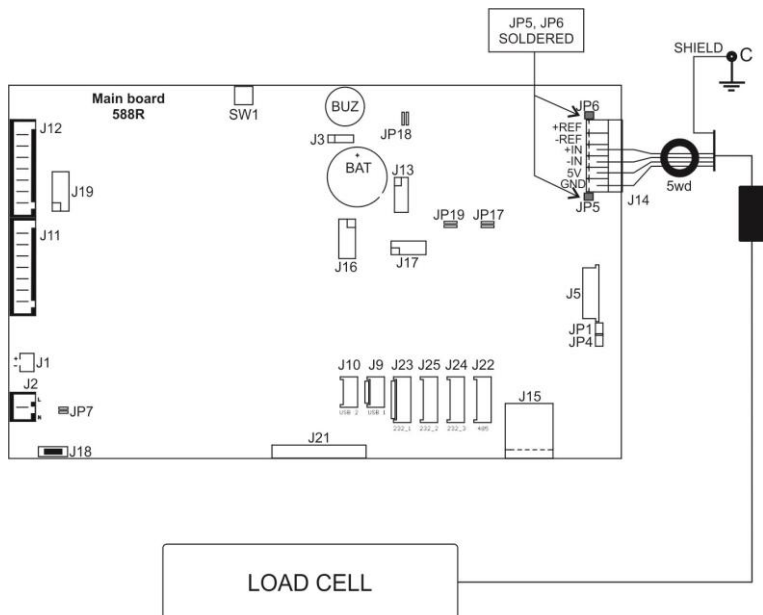 JP5, JP6
SOLDERED
SHIELD
C
Main board
588R
SW1
BUZ
J3
JP18
JP6
+REF
-REF
+IN
-IN
5V
GND
JP5
J14
5wd
J12
J19
+
BAT
J13
J11
JP19
JP17
J16
J17
J5
JP1
JP4
+
-
J1
J2
L
N
JP7
J18
J10
J9
J23
J25
J24
J22
USB 2
USB 1
232_1
232_2
232_3
485
J15
J21
LOAD CELL